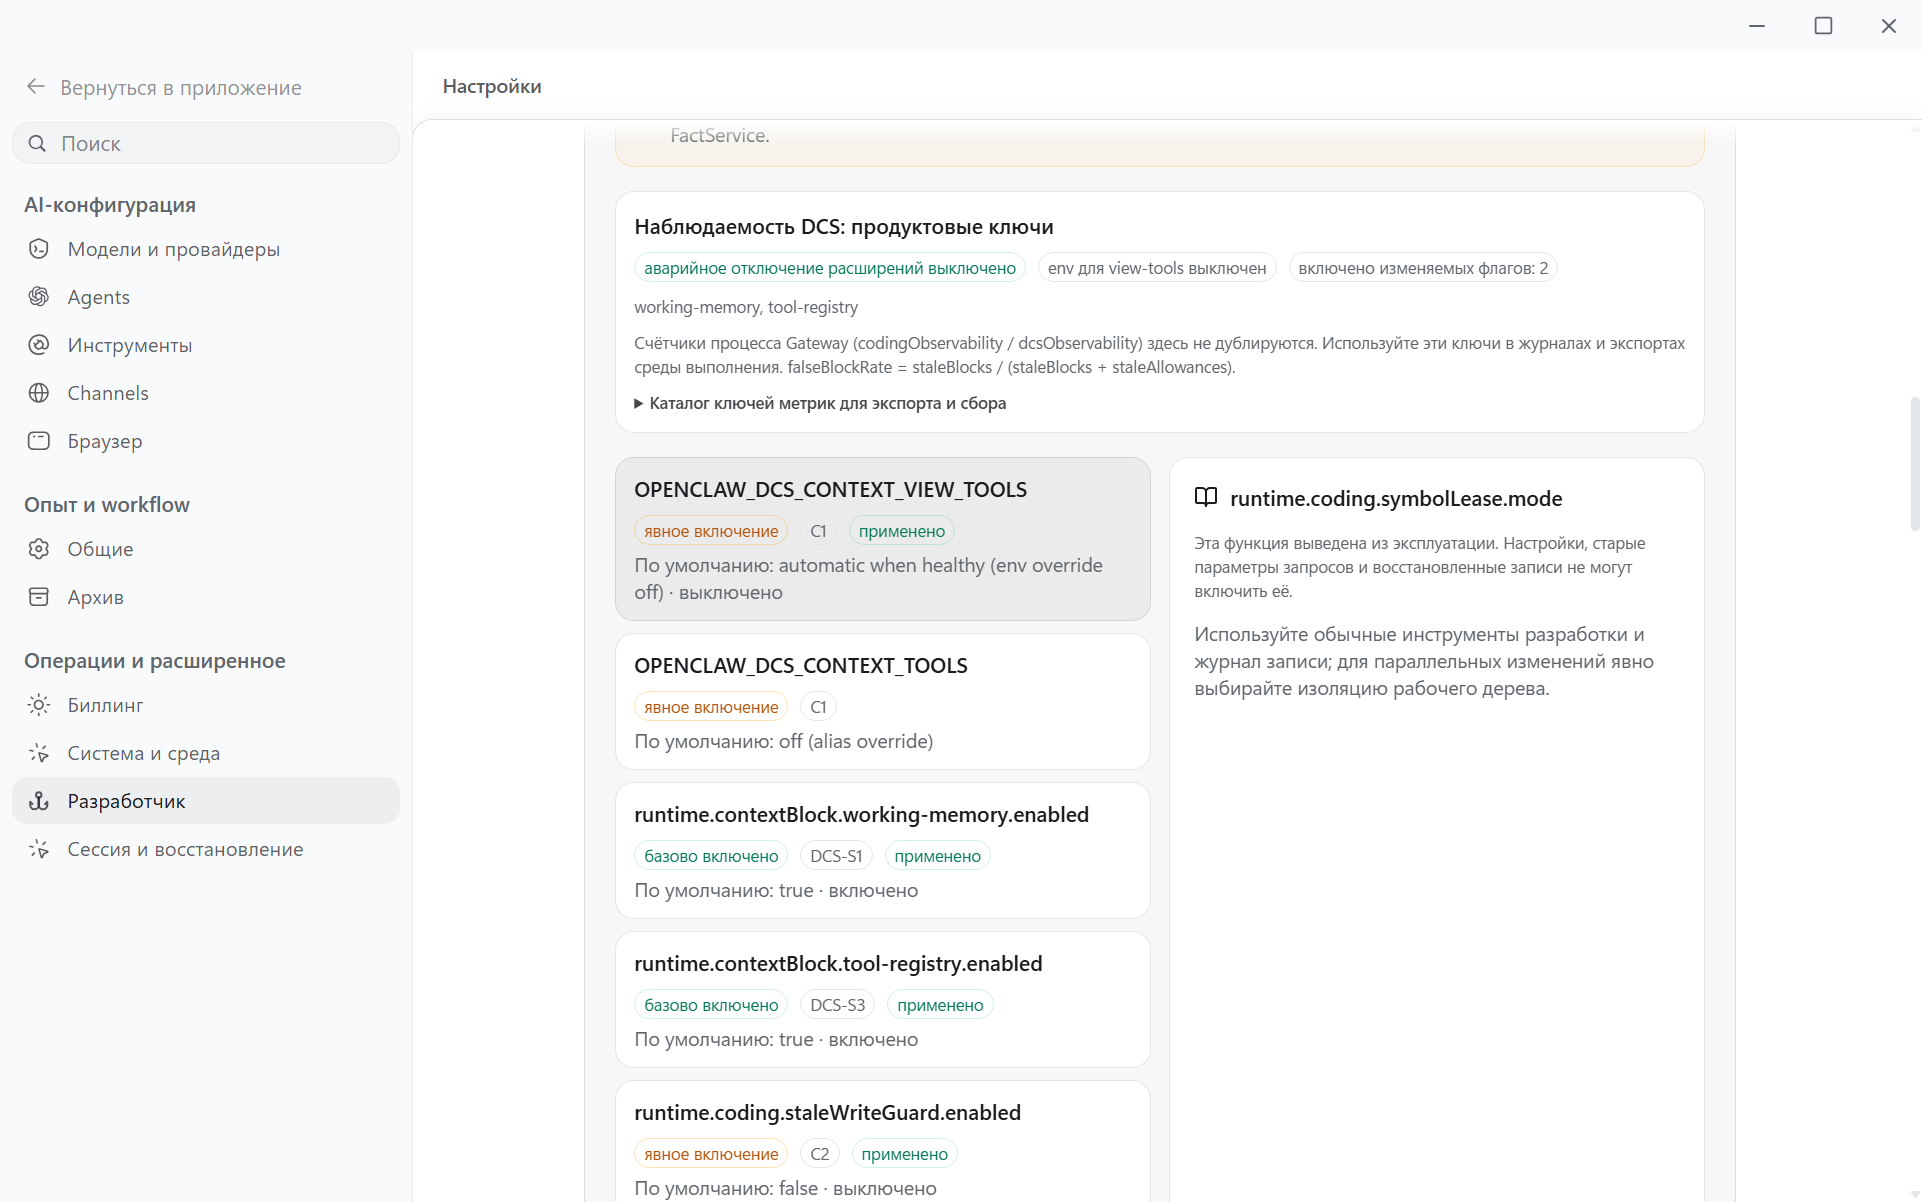 Вернуться в приложение
Поиск
AI-конфигурация
Модели и провайдеры
Agents
Инструменты
Channels
Браузер
Опыт и workflow
Общие
Архив
Операции и расширенное
Биллинг
Система и среда
Разработчик
Сессия и восстановление
Настройки
FactService.
Наблюдаемость DCS: продуктовые ключи
аварийное отключение расширений выключено
env для view-tools выключен
включено изменяемых флагов: 2
working-memory, tool-registry
Счётчики процесса Gateway (codingObservability / dcsObservability) здесь не дублируются. Используйте эти ключи в журналах и экспортах
среды выполнения. falseBlockRate = staleBlocks / (staleBlocks + staleAllowances).
Каталог ключей метрик для экспорта и сбора
OPENCLAW_DCS_CONTEXT_VIEW_TOOLS
явное включение
C1
применено
По умолчанию: automatic when healthy (env override
off) · выключено
OPENCLAW_DCS_CONTEXT_TOOLS
явное включение
C1
По умолчанию: off (alias override)
runtime.contextBlock.working-memory.enabled
базово включено
DCS-S1
применено
По умолчанию: true · включено
runtime.contextBlock.tool-registry.enabled
базово включено
DCS-S3
применено
По умолчанию: true · включено
runtime.coding.staleWriteGuard.enabled
явное включение
C2
применено
По умолчанию: false · выключено
runtime.coding.symbolLease.mode
Эта функция выведена из эксплуатации. Настройки, старые
параметры запросов и восстановленные записи не могут
включить её.
Используйте обычные инструменты разработки и
журнал записи; для параллельных изменений явно
выбирайте изоляцию рабочего дерева.